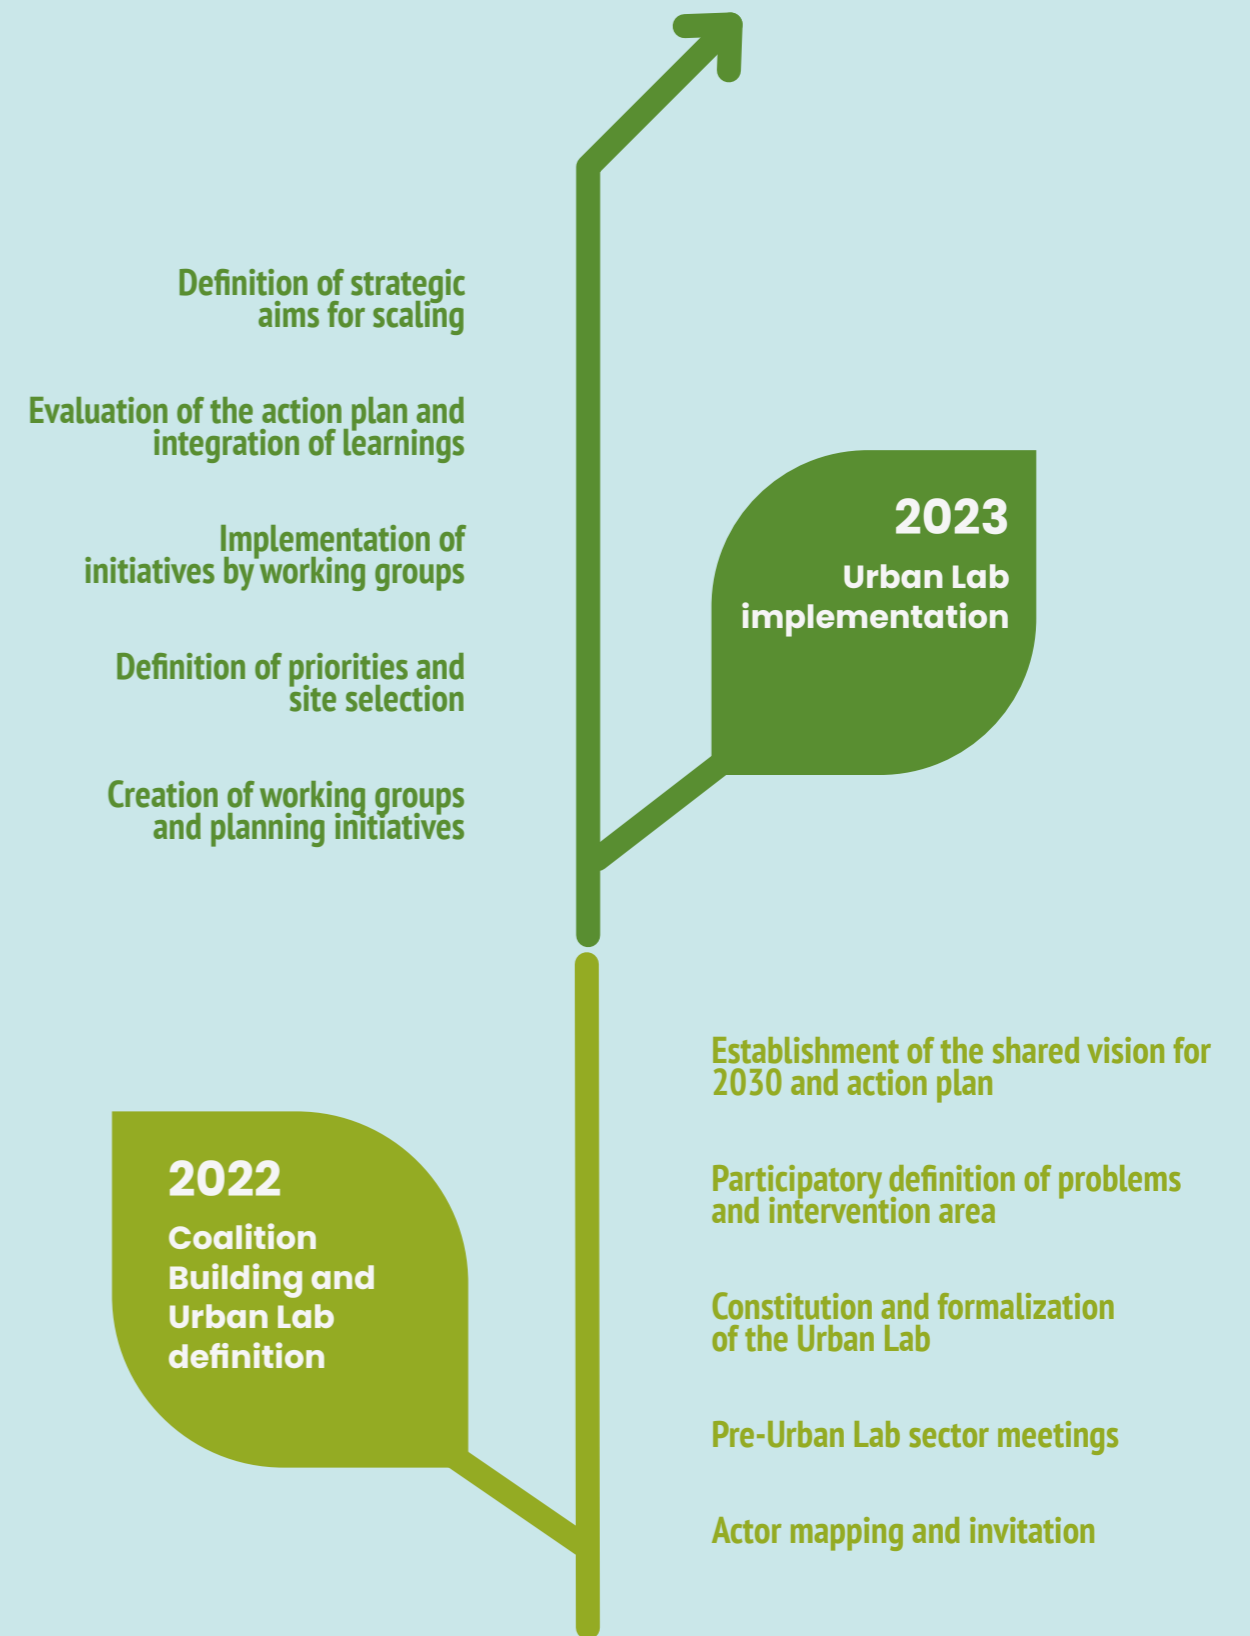 Definition of strategic
aims for scaling
Evaluation of the action plan and
integration of learnings
Implementation of
initiatives by working groups
Definition of priorities and
site selection
Creation of working groups
and planning initiatives
2023
Urban Lab
implementation
Establishment of the shared vision for
2030 and action plan
Participatory definition of problems
and intervention area
Constitution and formalization
of the Urban Lab
Pre-Urban Lab sector meetings
Actor mapping and invitation
2022
Coalition
Building and
Urban Lab
definition